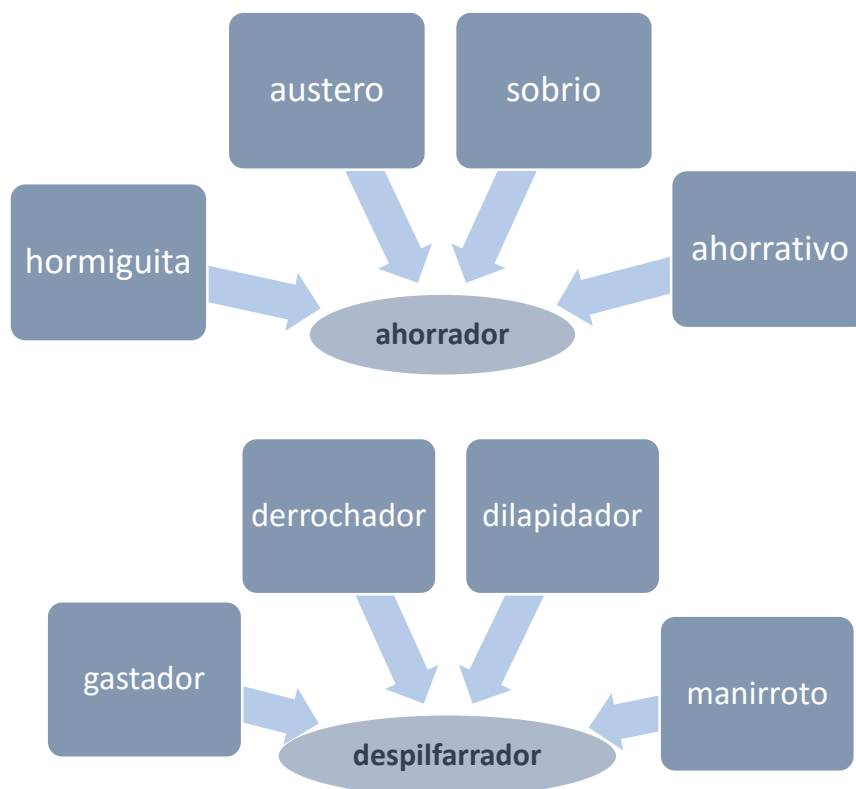 austero
sobrio
hormiguita
ahorrativo
ahorrador
derrochador
dilapidador
gastador
manirroto
despilfarrador